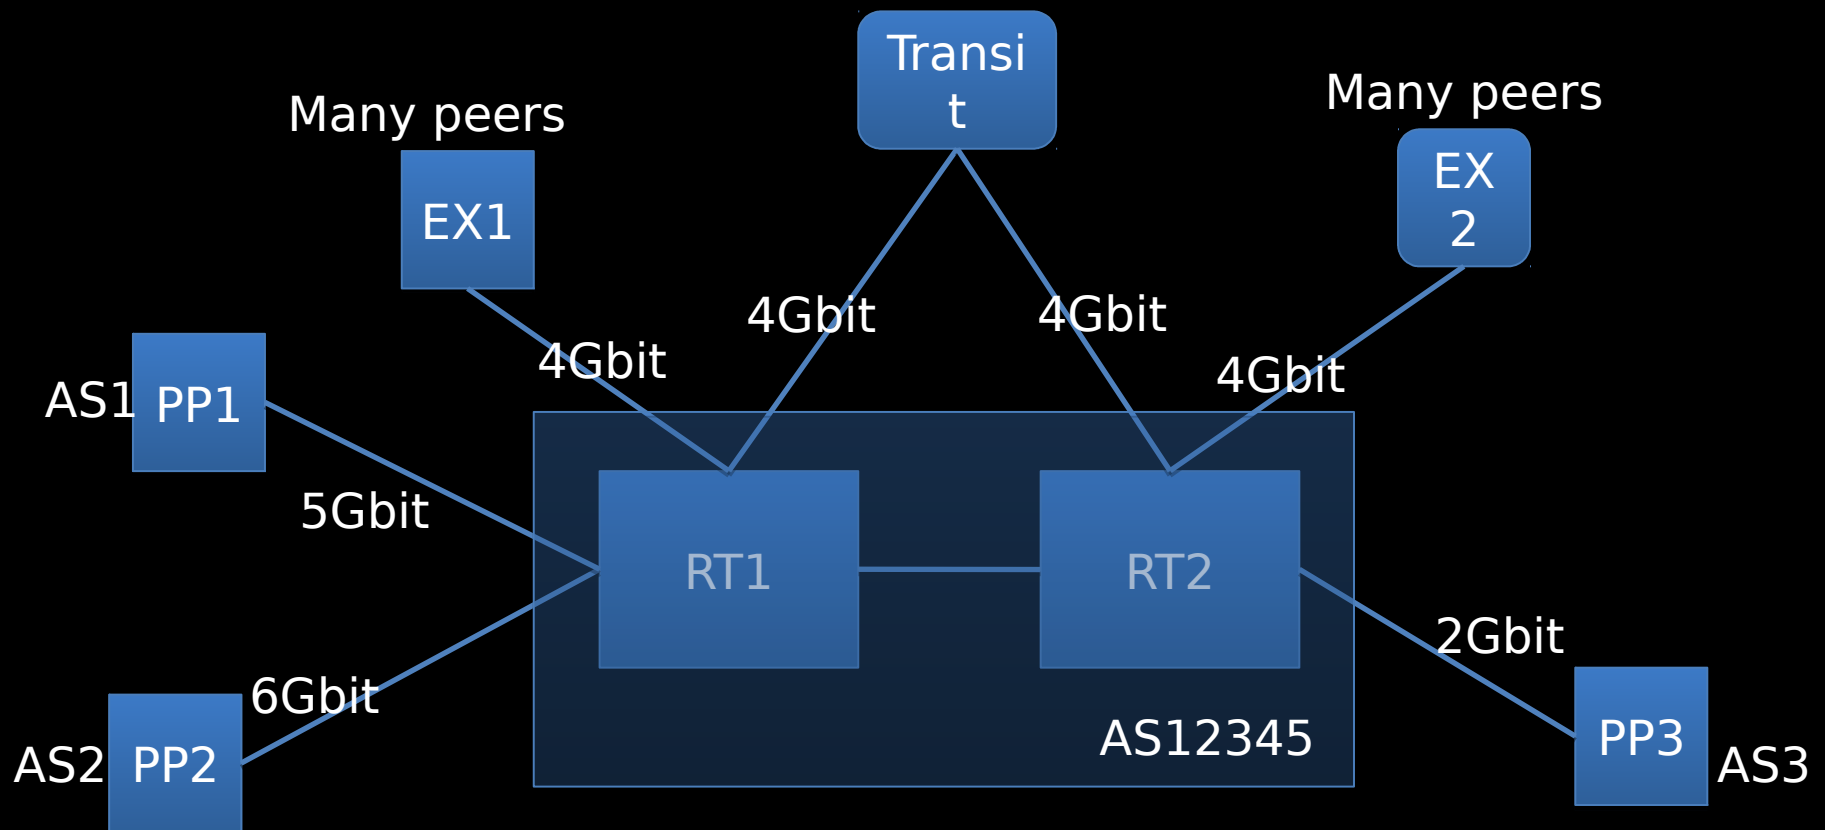 Transi
t
Many peers
Many peers
EX1
EX
2
4Gbit
4Gbit
4Gbit
4Gbit
AS1
PP1
5Gbit
RT1
RT2
6Gbit
2Gbit
AS2
PP2
AS12345
PP3
AS3